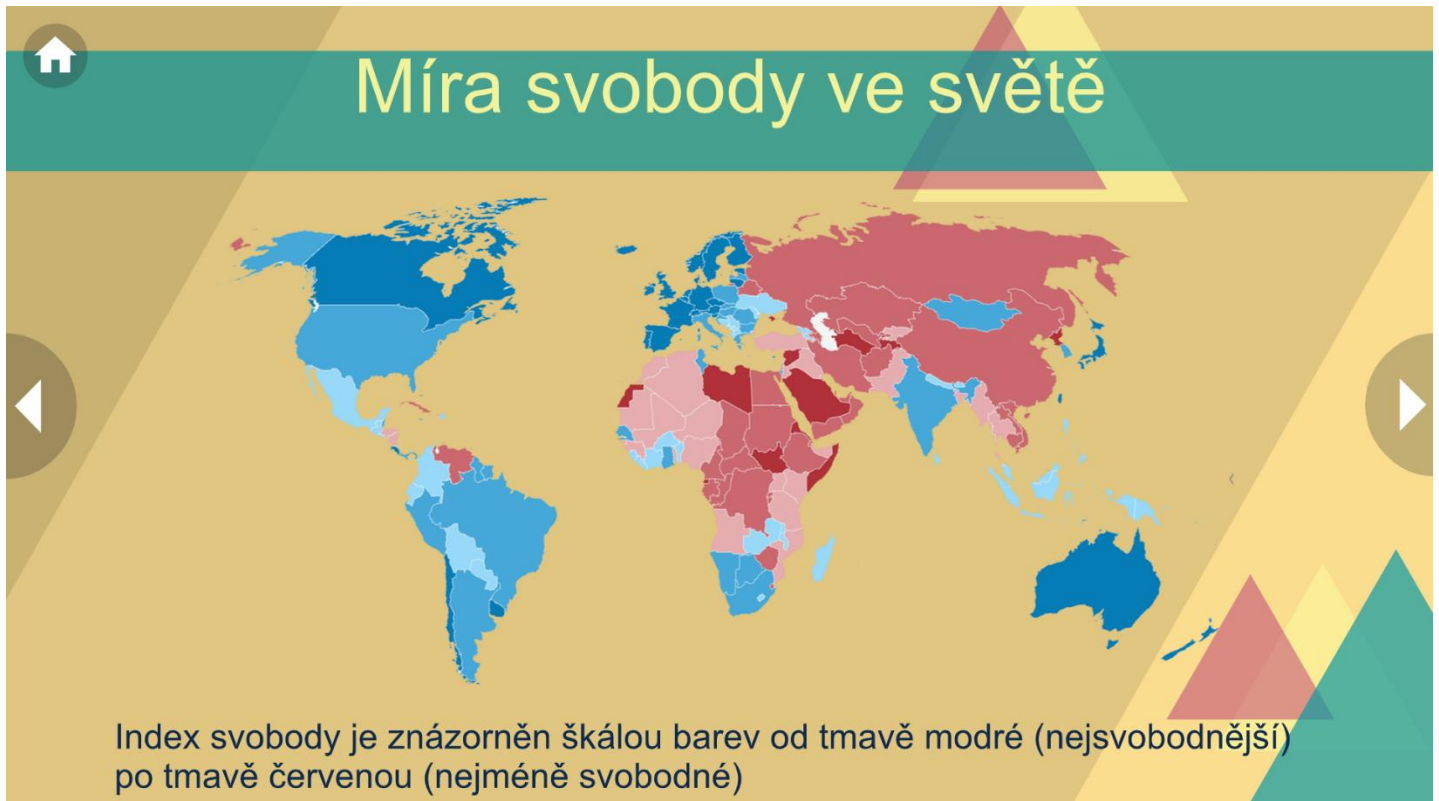 Míra svobody ve světě
Index svobody je znázorněn škálou barev od tmavě modré (nejsvobodnější)
po tmavě červenou (nejméně svobodné)